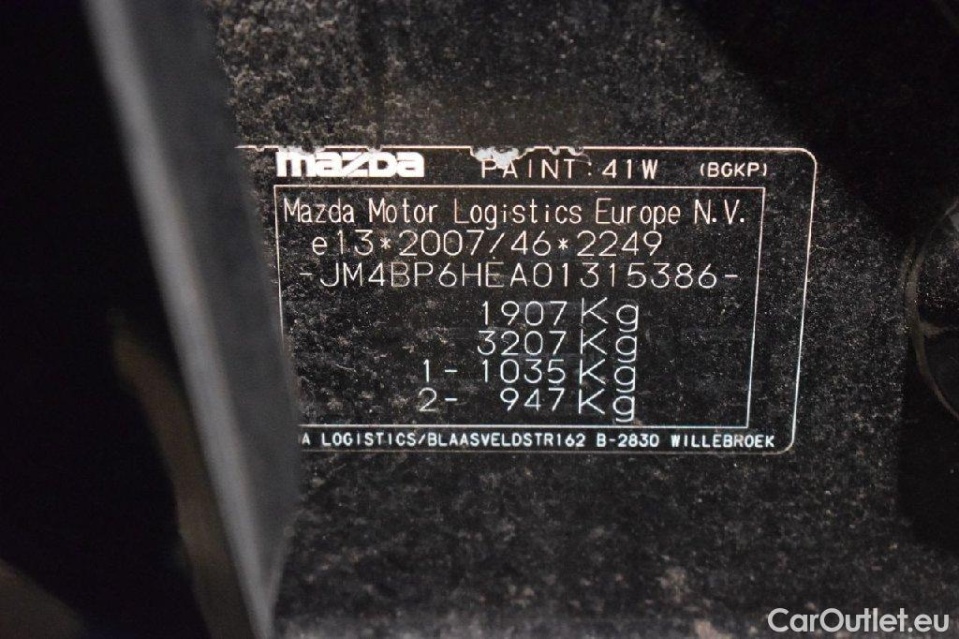 mazda PAINT: 41W (BGKP)
Mazda Motor Logistics Europe N.V.
e13*2007/46*2249
-JM4BP6HEA01315386-
1907 Kg
3207 Kg
1- 1035 Kg
2- 947 Kg
LOGISTICS/BLAASVELDSTR162 B-2830 WILLEBROEK
CarOutlet.eu